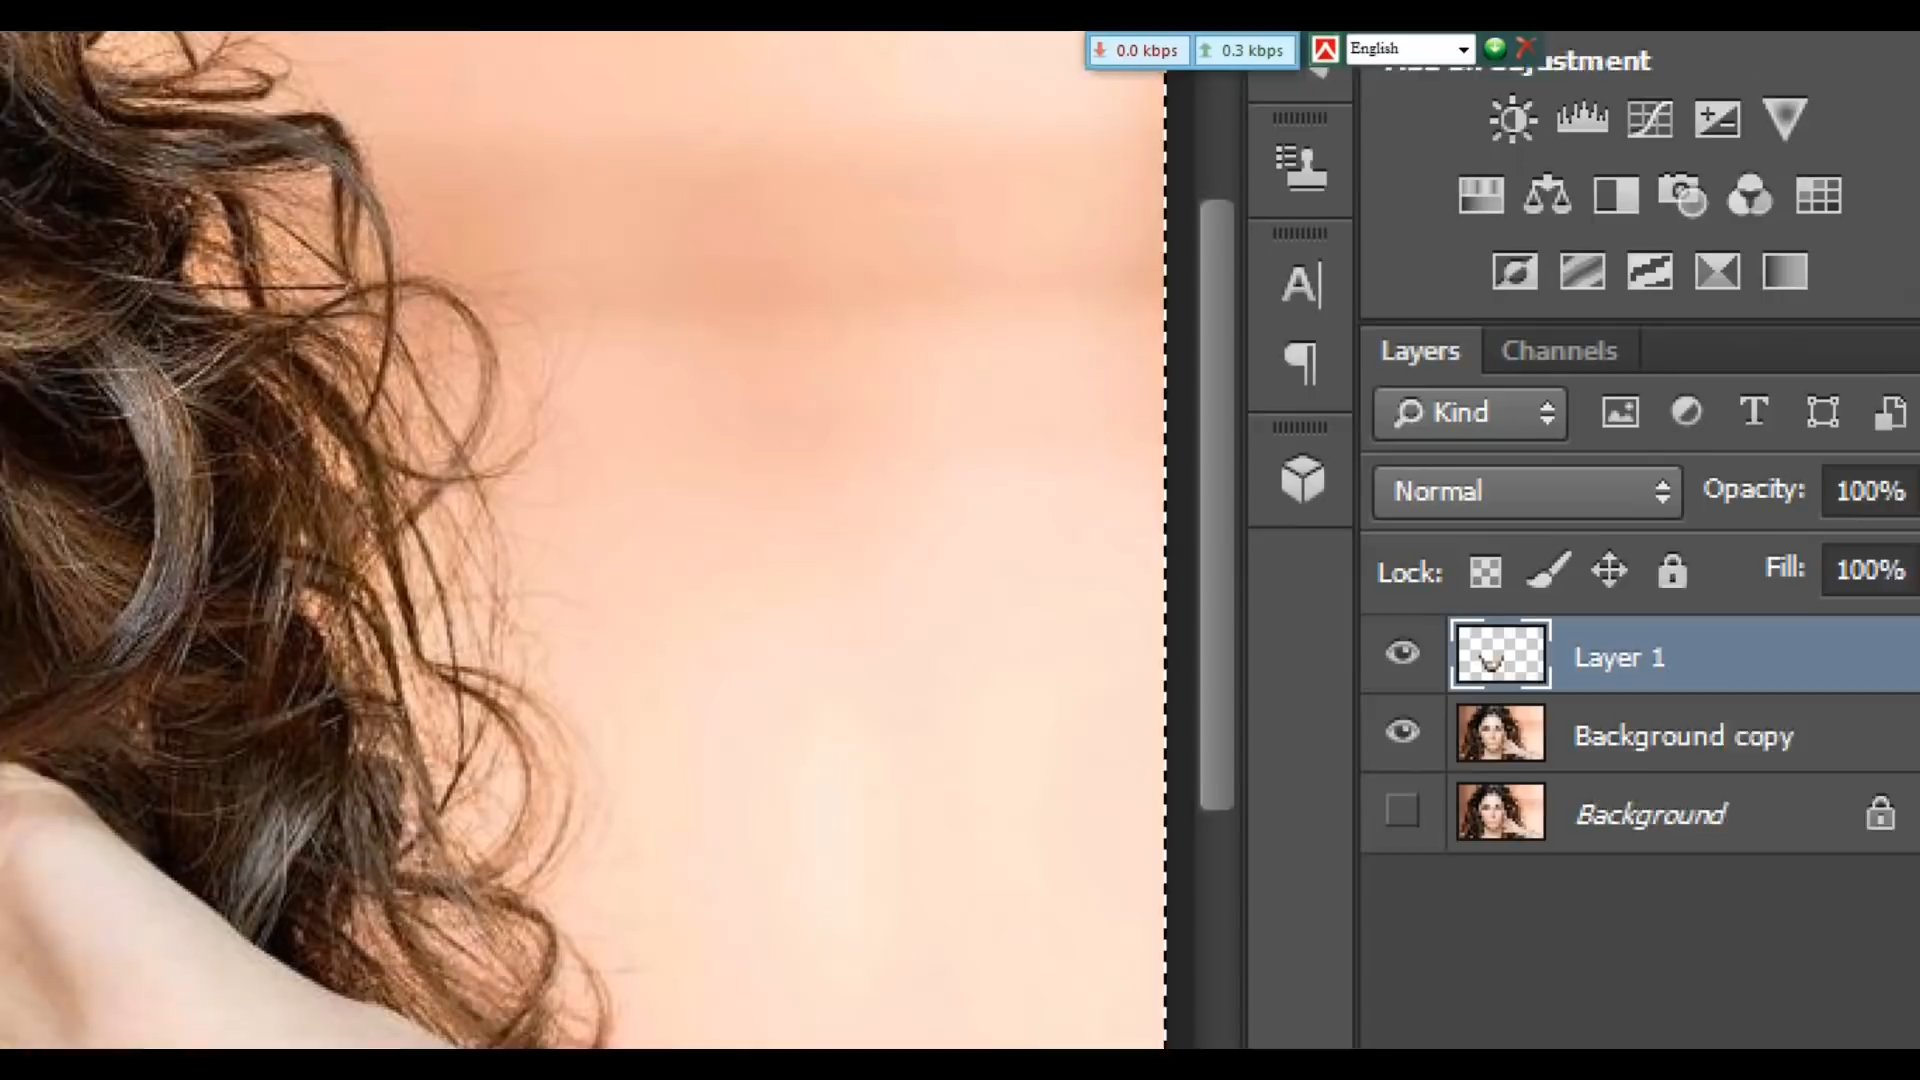 0.0 kbps
0.3 kbps
English
Layers
Channels
Kind
Normal
Opacity:
100%
Lock:
Fill:
100%
Layer 1
Background copy
Background